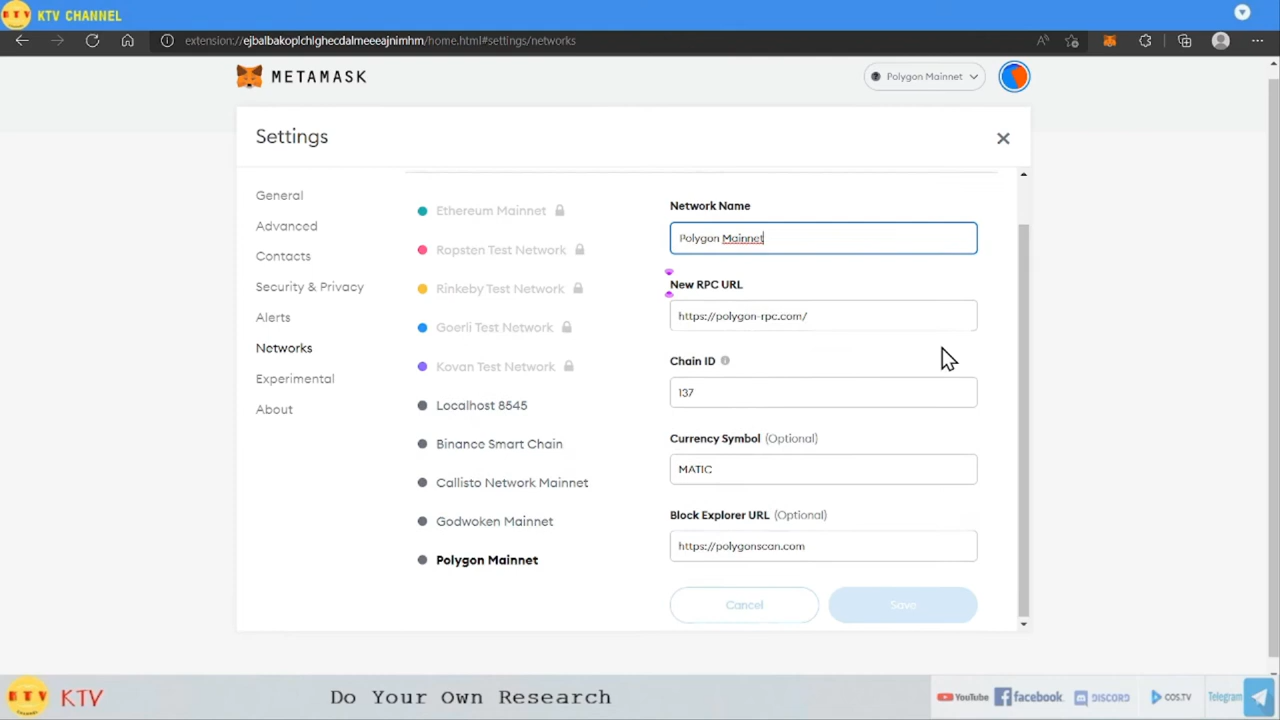 KTV CHANNEL
extension://ejbalbakoplchlghecdalmeeeajnimhm/home.html#settings/networks
METAMASK
Polygon Mainnet
Settings
General
Advanced
Contacts
Security & Privacy
Alerts
Networks
Experimental
About
Ethereum Mainnet
Ropsten Test Network
Rinkeby Test Network
Goerli Test Network
Kovan Test Network
Localhost 8545
Binance Smart Chain
Callisto Network Mainnet
Godwoken Mainnet
Polygon Mainnet
Network Name
Polygon Mainnet
New RPC URL
https://polygon-rpc.com/
Chain ID
137
Currency Symbol (Optional)
MATIC
Block Explorer URL (Optional)
https://polygonscan.com
Cancel Save
KTV CHANNEL
KTV
Do Your Own Research
YouTube facebook. DISCORD COS.TV Telegram